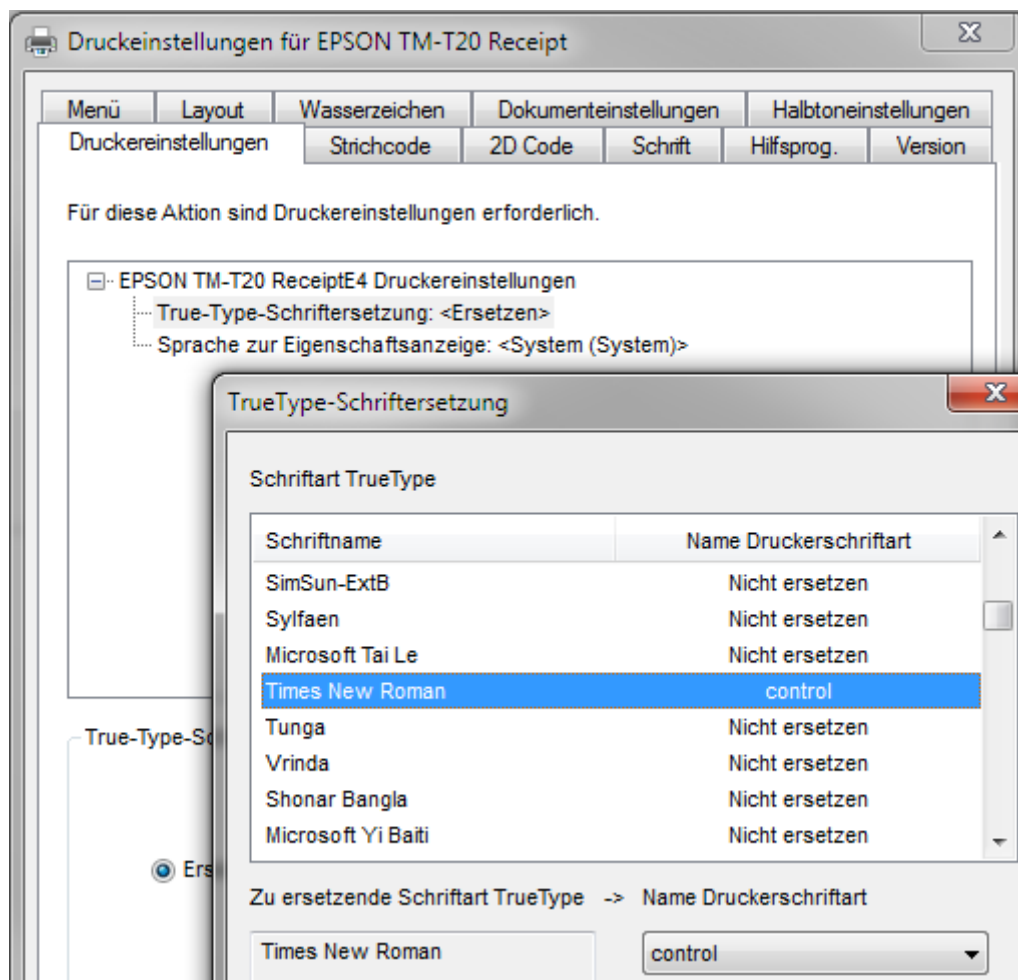 Druckeinstellungen für EPSON TM-T20 Receipt
Menü Layout Wasserzeichen Dokumenteinstellungen Halbtoneinstellungen
Druckereinstellungen Strichcode 2D Code Schrift Hilfsprog. Version
Für diese Aktion sind Druckereinstellungen erforderlich.
EPSON TM-T20 ReceiptE4 Druckereinstellungen
True-Type-Schriftersetzung: <Ersetzen>
Sprache zur Eigenschaftsanzeige: <System (System)>
TrueType-Schriftersetzung
Schriftart TrueType
Schriftname Name Druckerschriftart
SimSun-ExtB Nicht ersetzen
Sylfaen Nicht ersetzen
Microsoft Tai Le Nicht ersetzen
Times New Roman control
Tunga Nicht ersetzen
Vrinda Nicht ersetzen
Shonar Bangla Nicht ersetzen
Microsoft Yi Baiti Nicht ersetzen
True-Type-Sc
Ers
Zu ersetzende Schriftart TrueType -> Name Druckerschriftart
Times New Roman control